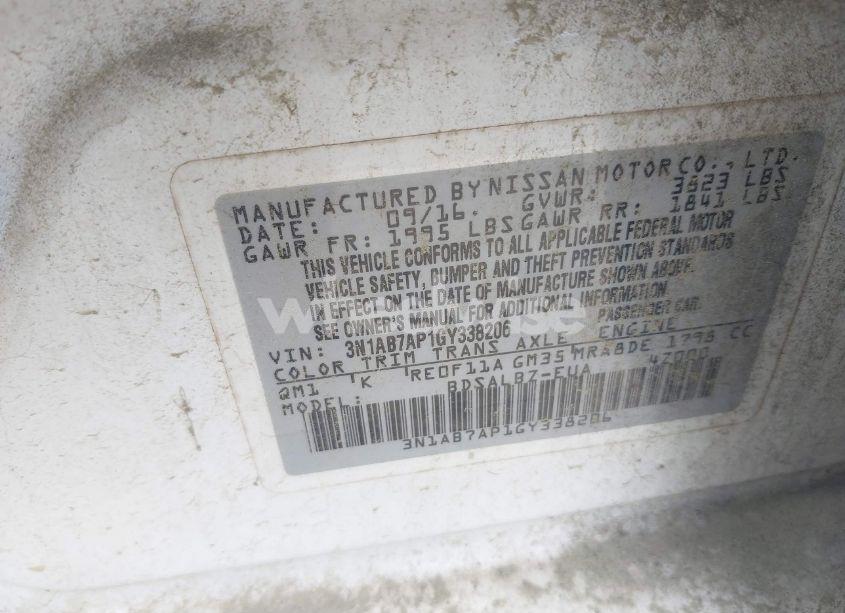 MANUFACTURED BY NISSAN MOTOR CO., LTD.
DATE: 09/16. GVWR: 3823 LBS
GAWR FR: 1995 LBS GAWR RR: 1841 LBS.
THIS VEHICLE CONFORMS TO ALL APPLICABLE FEDERAL MOTOR
VEHICLE SAFETY, BUMPER AND THEFT PREVENTION STANDARDS
IN EFFECT ON THE DATE OF MANUFACTURE SHOWN ABOVE.
SEE OWNER'S MANUAL FOR ADDITIONAL INFORMATION.
VIN: 3N1AB7AP1GY338206 PASSENGER CAR
COLOR TRIM TRANS AXLE ENGINE
QM1 K RE0F11A GM35 MRA8DE 1798 CC
MODEL: BDSALBZ-EUA 4Z000
3N1AB7AP1GY338206